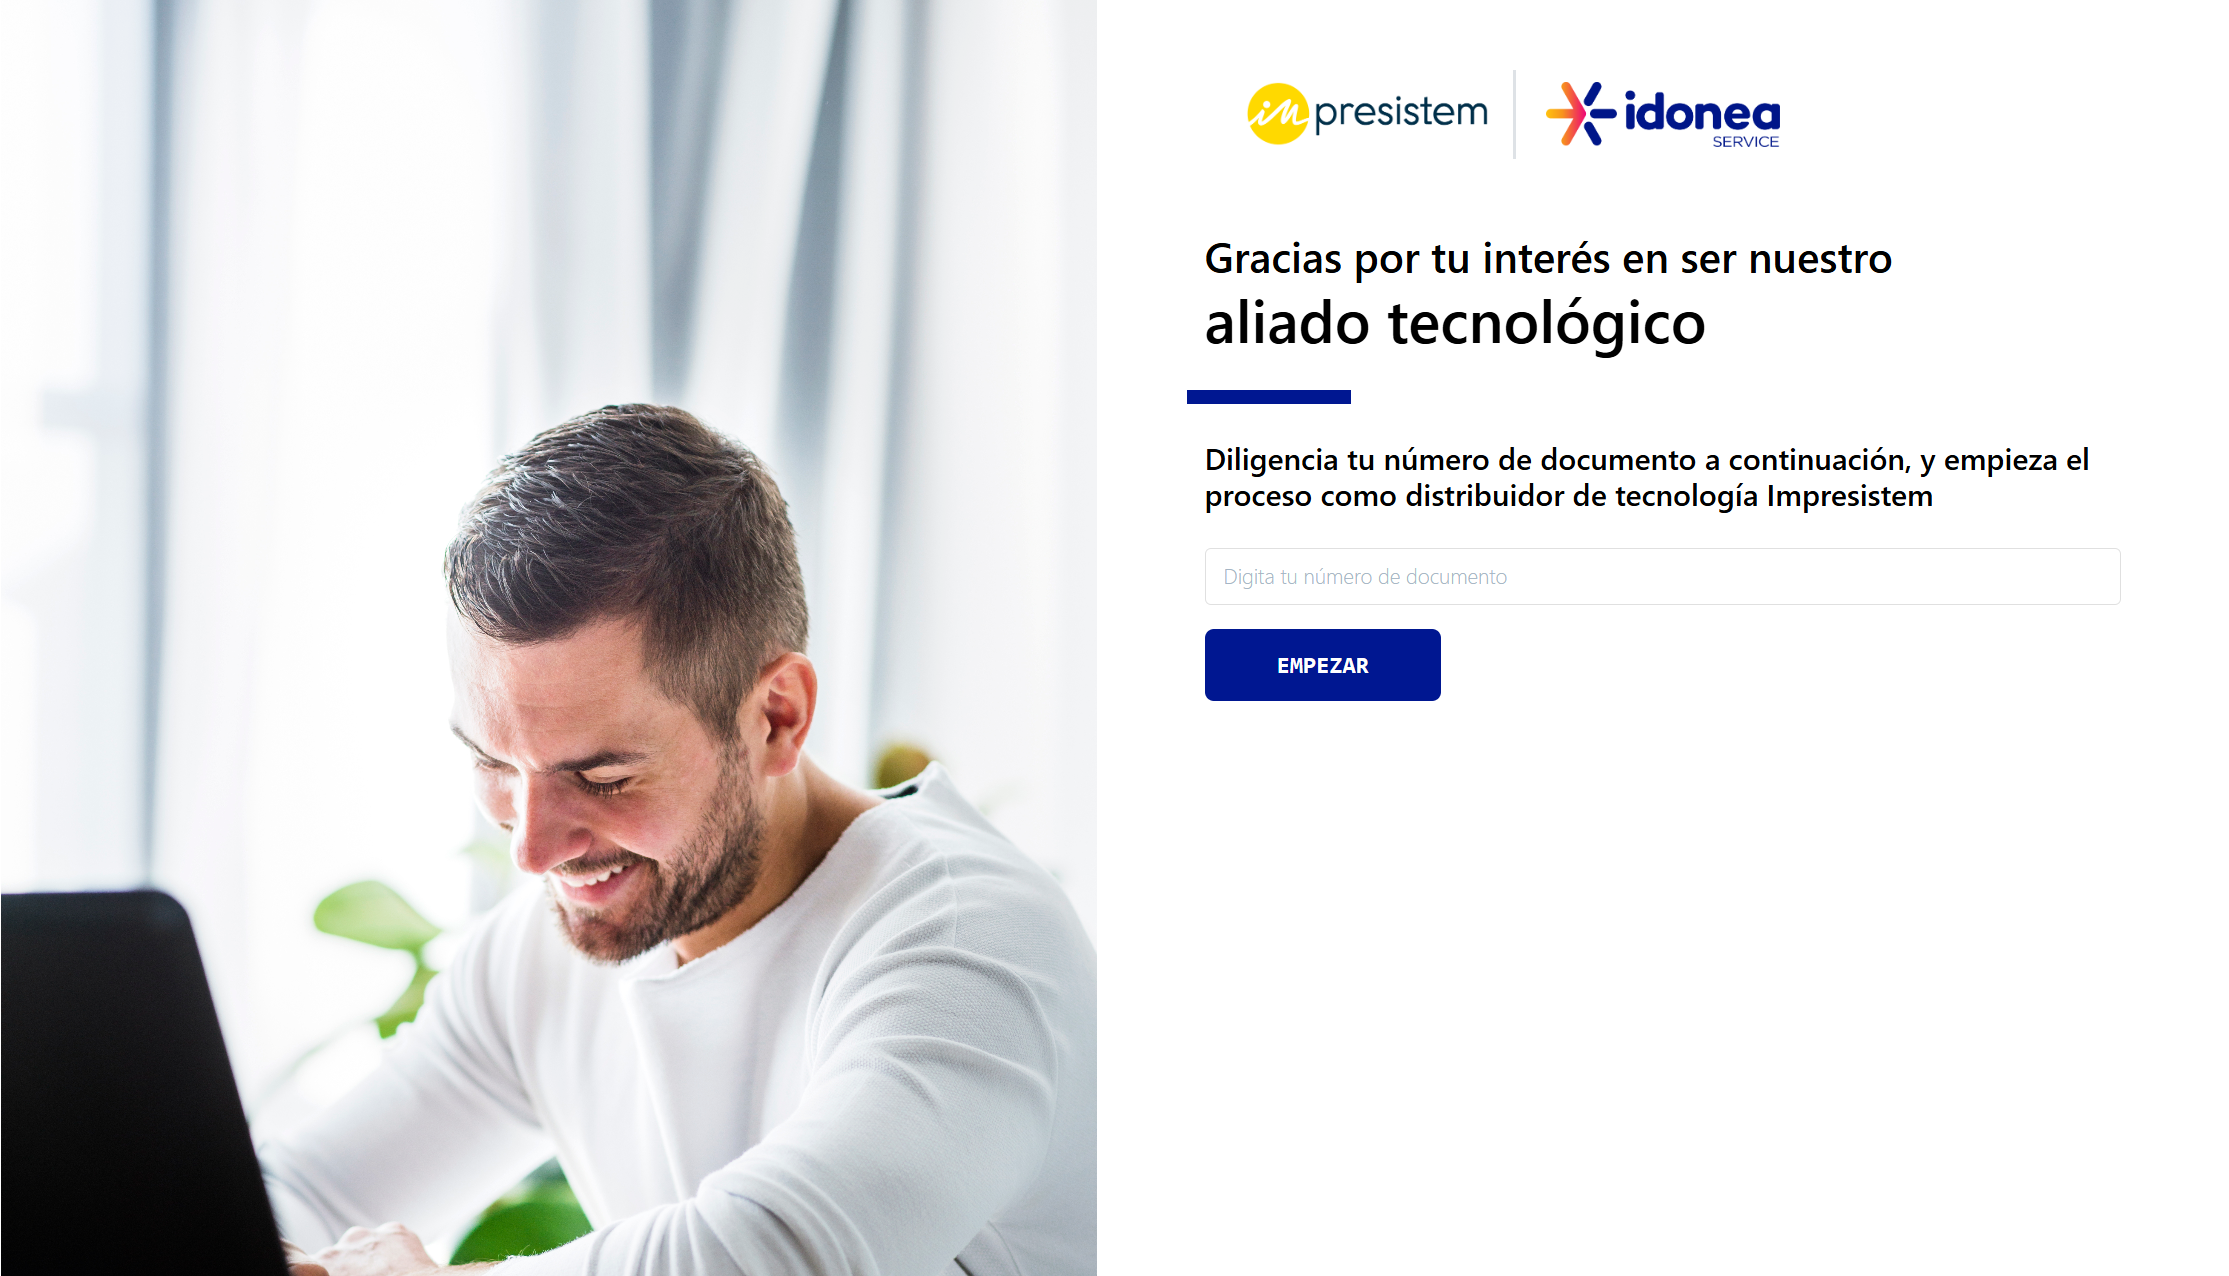 impresistem
idonea
SERVICE
Gracias por tu interés en ser nuestro
aliado tecnológico
Diligencia tu número de documento a continuación, y empieza el
proceso como distribuidor de tecnología Impresistem
Digita tu número de documento
EMPEZAR